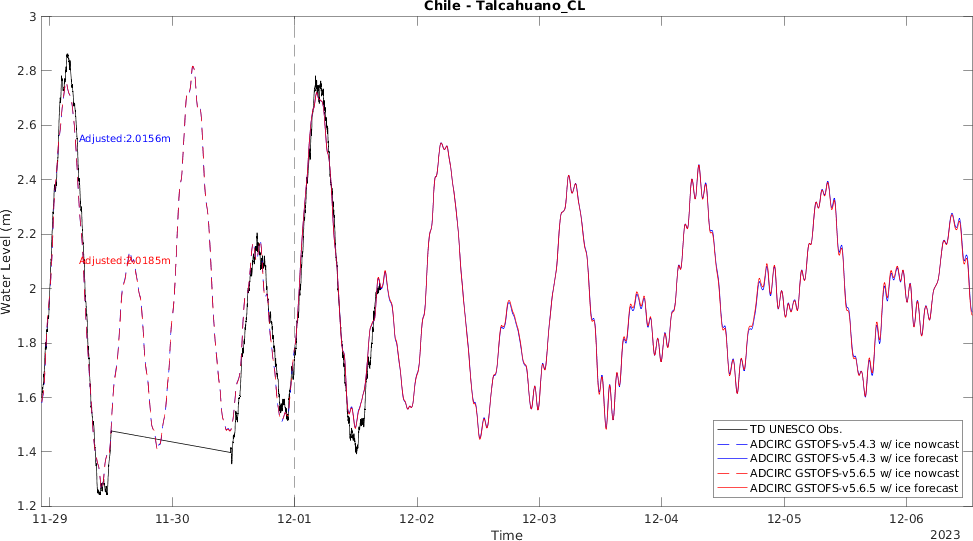 Chile - Talcahuano_CL
Water Level (m)
3
2.8
2.6
2.4
2.2
2
1.8
1.6
1.4
1.2
Adjusted:2.0156m
Adjusted:2.0185m
TD UNESCO Obs.
ADCIRC GSTOFS-v5.4.3 w/ ice nowcast
ADCIRC GSTOFS-v5.4.3 w/ ice forecast
ADCIRC GSTOFS-v5.6.5 w/ ice nowcast
ADCIRC GSTOFS-v5.6.5 w/ ice forecast
11-29 11-30 12-01 12-02 12-03 12-04 12-05 12-06
Time
2023